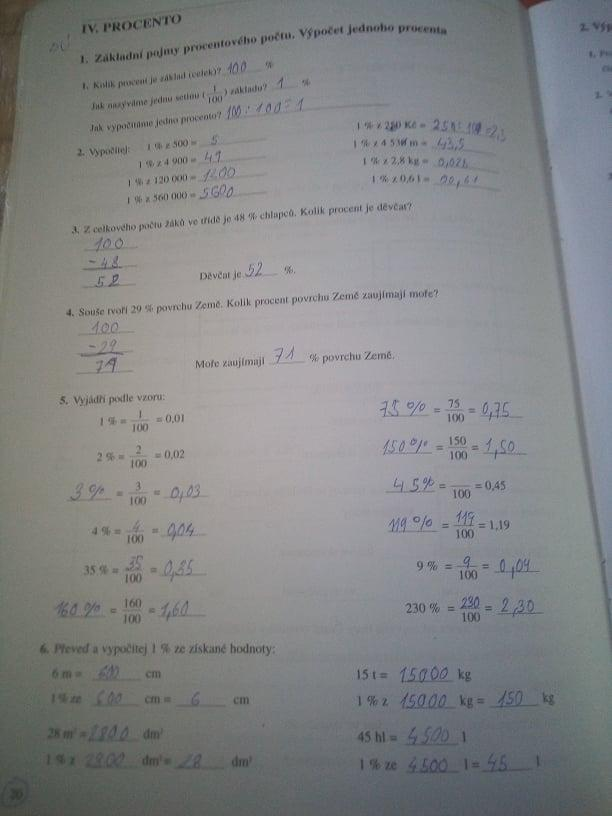 DÚ IV. PROCENTO
1. Základní pojmy procentového počtu. Výpočet jednoho procenta
1. Kolik procent je základ (celek)? 100 %
Jak nazýváme jednu setinu (1/100) základu? 1 %
Jak vypočítáme jedno procento? 100 : 100 = 1
2. Vypočítej: 1 % z 500 = 5
1 % z 4 900 = 49
1 % z 120 000 = 1200
1 % z 560 000 = 5600
1 % z 250 Kč = 250 : 100 = 2,5
1 % z 4 350 m = 43,5
1 % z 2,8 kg = 0,028
1 % z 0,6 l =
3. Z celkového počtu žáků ve třídě je 48 % chlapců. Kolik procent je děvčat?
100
- 48
52 Děvčat je 52 %.
4. Souše tvoří 29 % povrchu Země. Kolik procent povrchu Země zaujímají moře?
100
- 29
71 Moře zaujímají 71 % povrchu Země.
5. Vyjádři podle vzoru:
1 % = 1/100 = 0,01
2 % = 2/100 = 0,02
3 % = 3/100 = 0,03
4 % = 4/100 = 0,04
35 % = 35/100 = 0,35
160 % = 160/100 = 1,60
75 % = 75/100 = 0,75
150 % = 150/100 = 1,50
45 % = /100 = 0,45
119 % = 119/100 = 1,19
9 % = 9/100 = 0,09
230 % = 230/100 = 2,30
6. Převeď a vypočítej 1 % ze získané hodnoty:
6 m = 600 cm
1 % ze 600 cm = 6 cm
28 m² = 2800 dm²
1 % z 2800 dm² = 28 dm²
15 t = 15000 kg
1 % z 15000 kg = 150 kg
45 hl = 4500 l
1 % ze 4500 l = 45 l
20
2. Výp